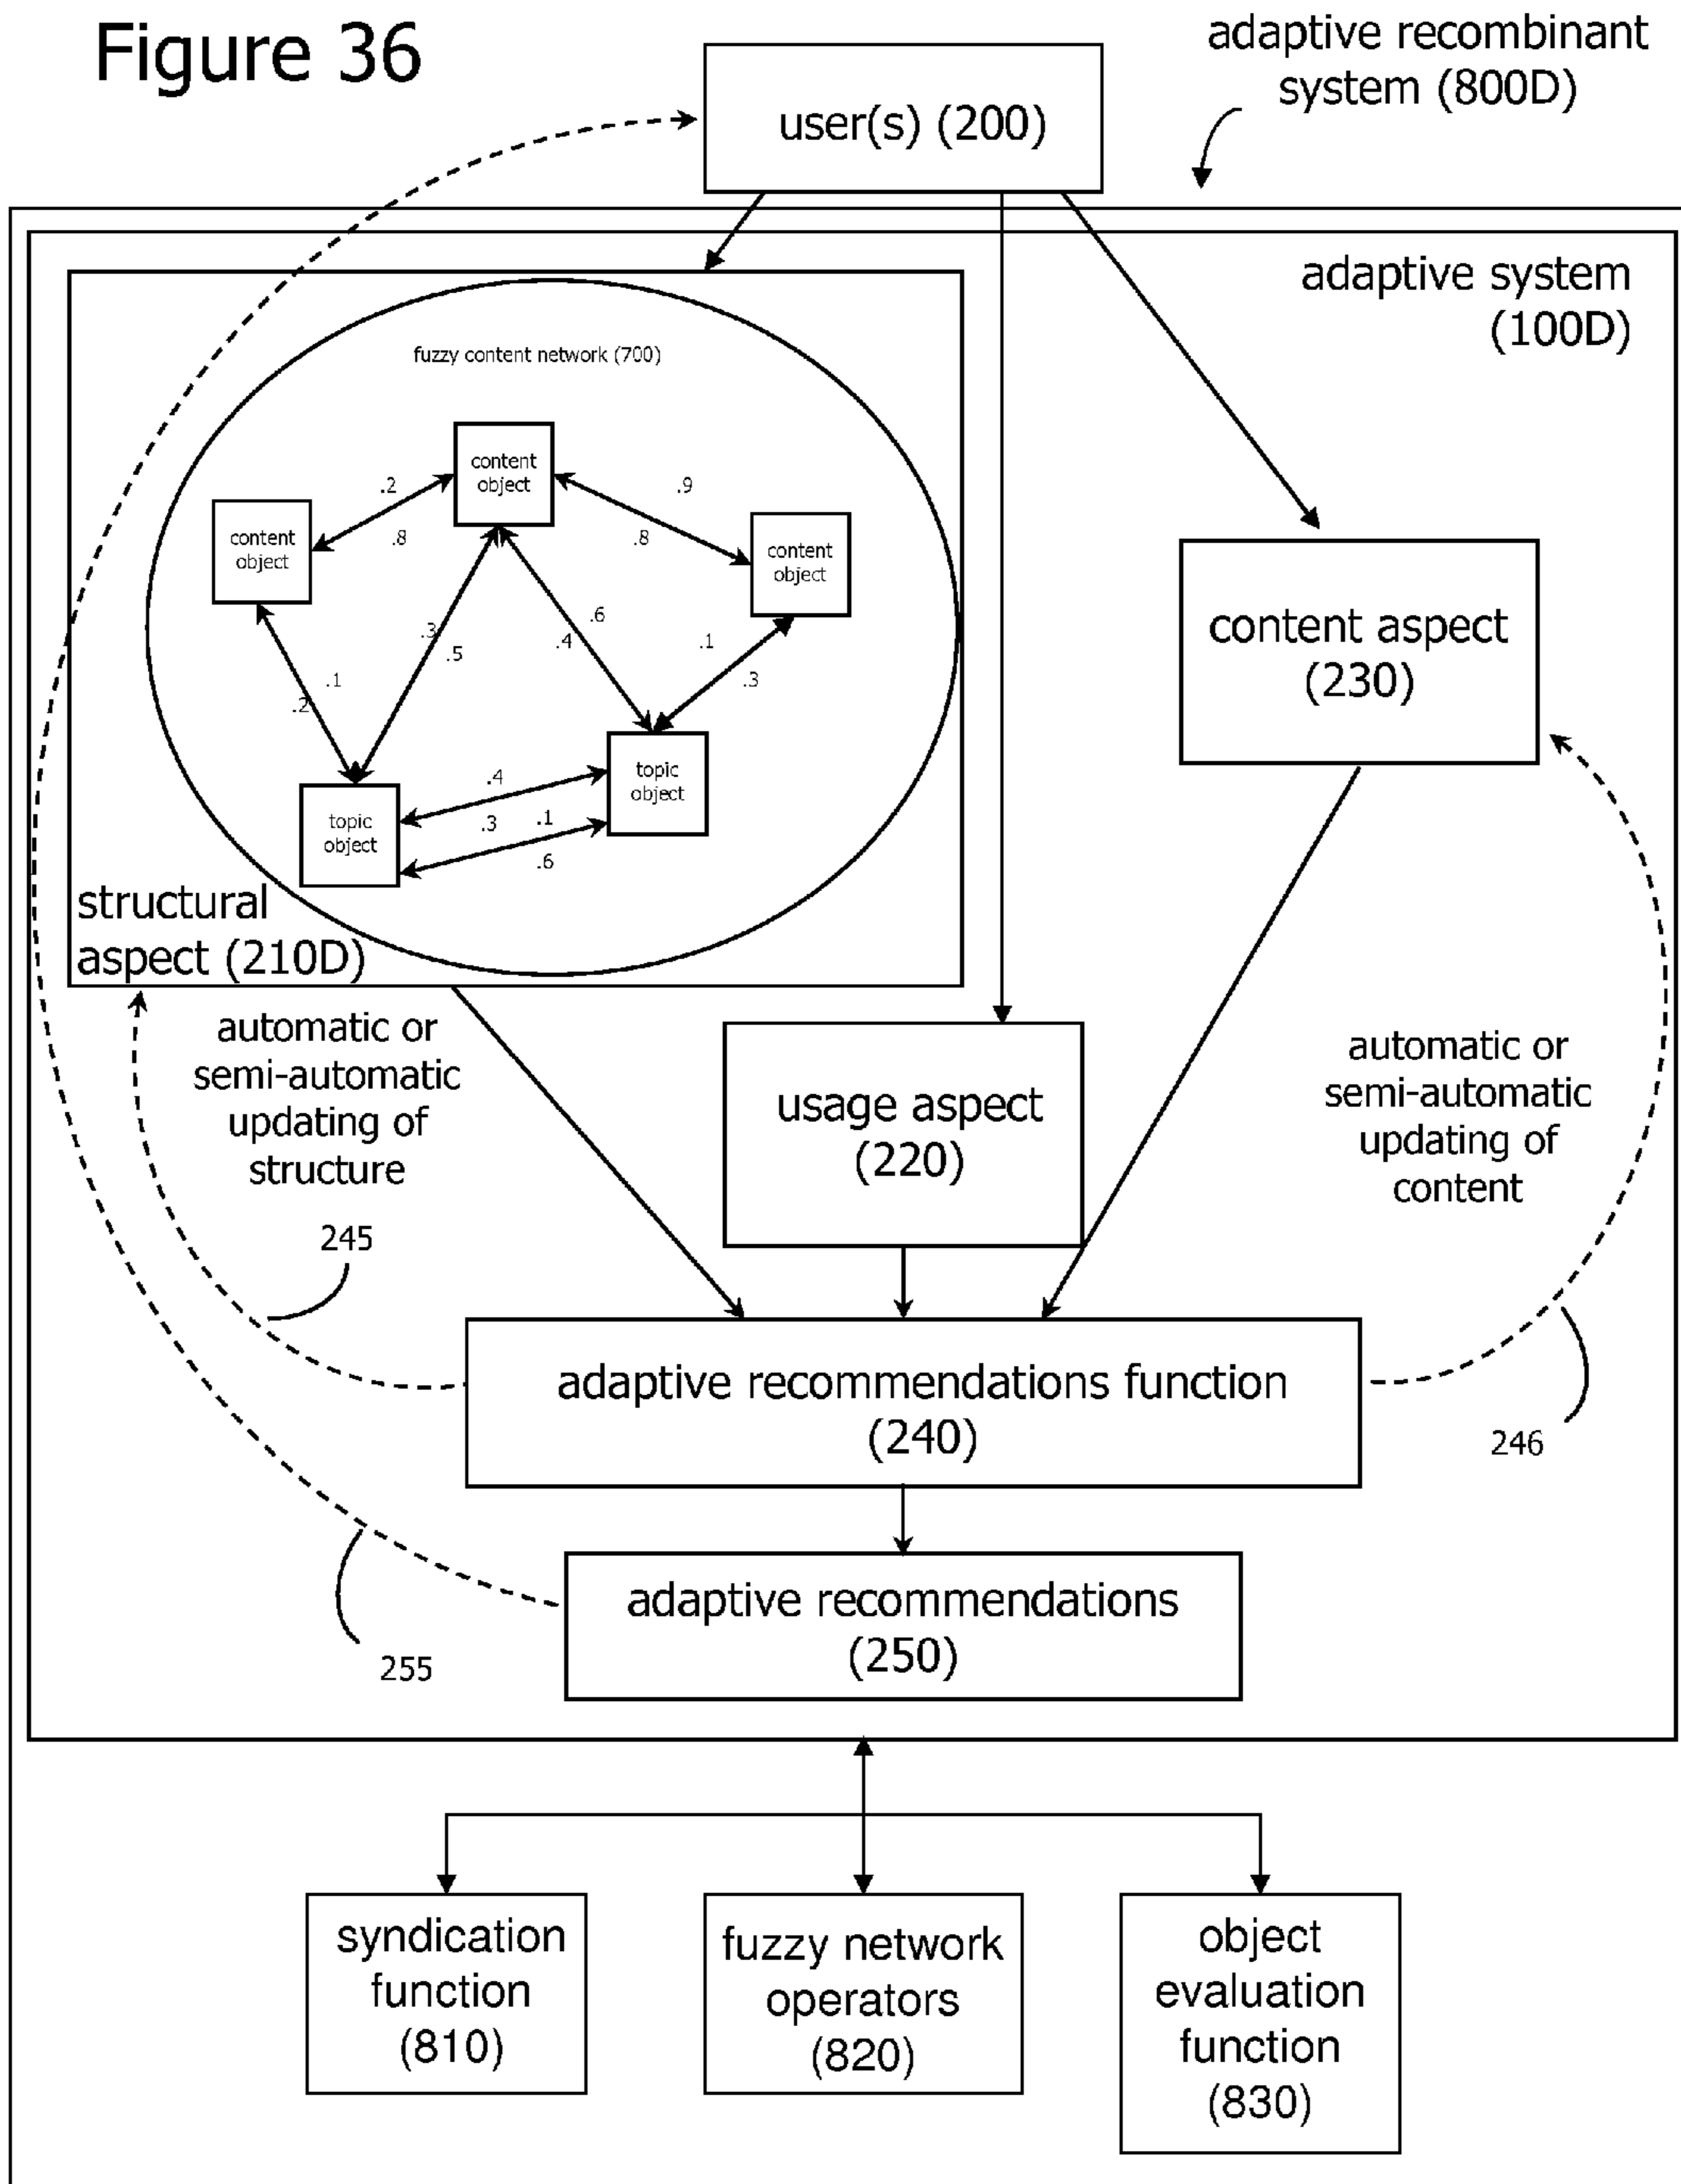 Figure 36
adaptive recombinant
system (800D)
user(s) (200)
adaptive system
(100D)
fuzzy content network (700)
content
object
.2
.8
content
object
.9
.8
content
object
.3
.5
.6
.4
.1
.3
.1
.2
content aspect
(230)
topic
object
.4
.3
.1
.6
topic
object
structural
aspect (210D)
automatic or
semi-automatic
updating of
structure
245
usage aspect
(220)
automatic or
semi-automatic
updating of
content
246
adaptive recommendations function
(240)
adaptive recommendations
(250)
255
syndication
function
(810)
fuzzy network
operators
(820)
object
evaluation
function
(830)